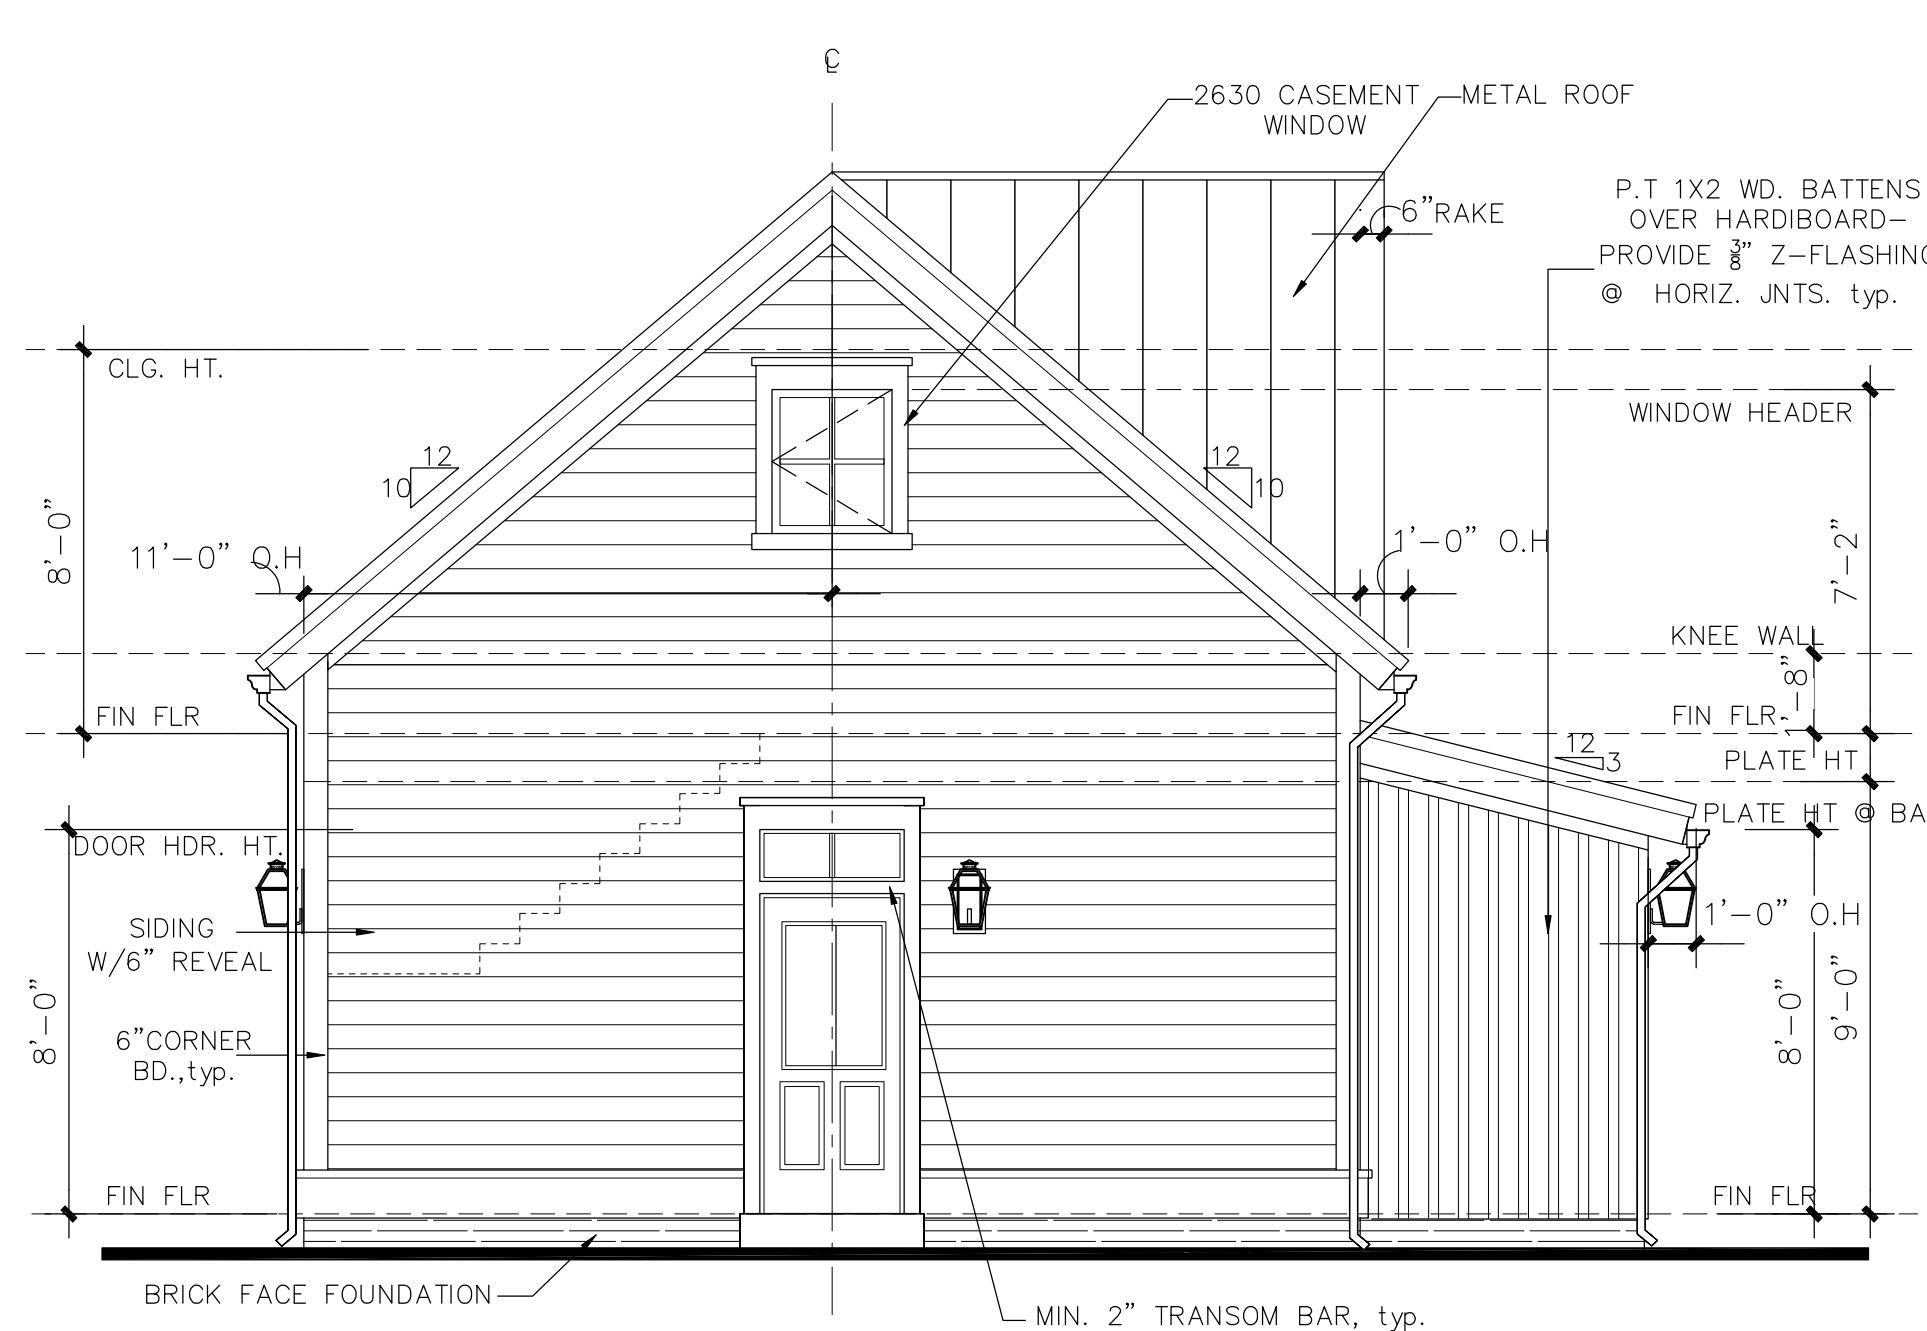 ℄
2630 CASEMENT
WINDOW
METAL ROOF
P.T 1X2 WD. BATTENS
OVER HARDIBOARD–
PROVIDE 3/8" Z–FLASHING
@ HORIZ. JNTS. typ.
6"RAKE
CLG. HT.
WINDOW HEADER
12
10
12
10
8'–0"
11'–0" O.H
1'–0" O.H
7'–2"
KNEE WALL
1'–8"
FIN FLR
FIN FLR.
12
3
PLATE HT
PLATE HT @ BA
DOOR HDR. HT.
SIDING
W/6" REVEAL
1'–0" O.H
8'–0"
6"CORNER
BD.,typ.
8'–0"
9'–0"
FIN FLR
FIN FLR
BRICK FACE FOUNDATION
MIN. 2" TRANSOM BAR, typ.